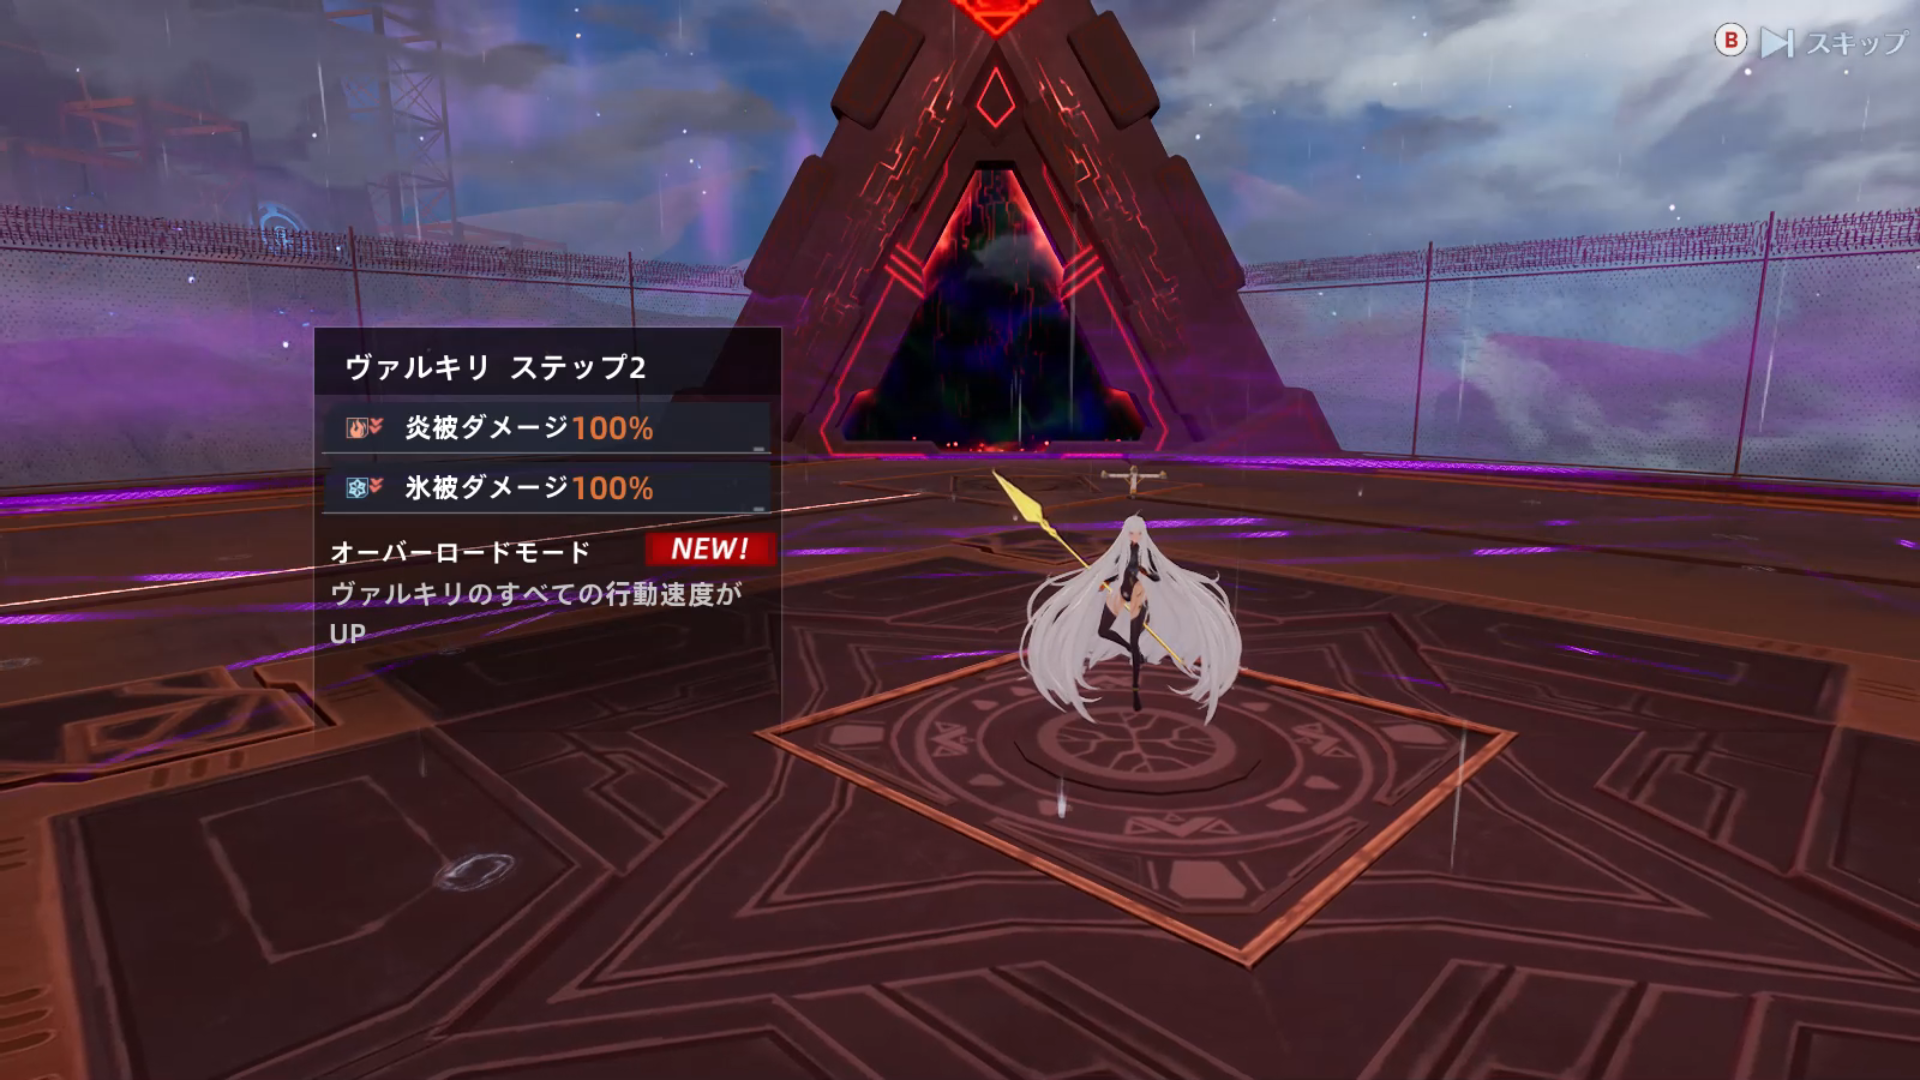 B スキップ
ヴァルキリ ステップ2
炎被ダメージ100%
氷被ダメージ100%
オーバーロードモード NEW!
ヴァルキリのすべての行動速度が
UP